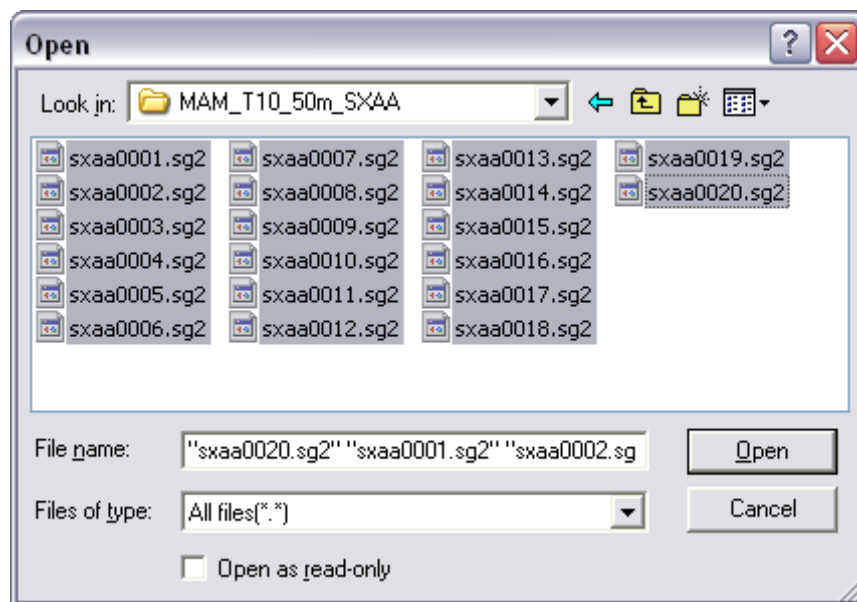 Open
Look in: MAM_T10_50m_SXAA
sxaa0001.sg2 sxaa0007.sg2 sxaa0013.sg2 sxaa0019.sg2
sxaa0002.sg2 sxaa0008.sg2 sxaa0014.sg2 sxaa0020.sg2
sxaa0003.sg2 sxaa0009.sg2 sxaa0015.sg2
sxaa0004.sg2 sxaa0010.sg2 sxaa0016.sg2
sxaa0005.sg2 sxaa0011.sg2 sxaa0017.sg2
sxaa0006.sg2 sxaa0012.sg2 sxaa0018.sg2
File name: "sxaa0020.sg2" "sxaa0001.sg2" "sxaa0002.sg Open
Files of type: All files(*.*) Cancel
Open as read-only